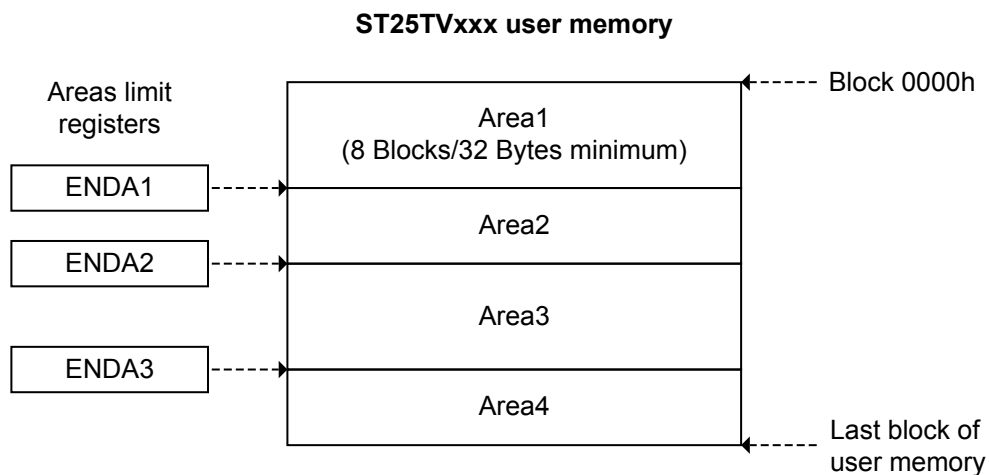 ST25TVxxx user memory
Areas limit
registers
Block 0000h
Area1
(8 Blocks/32 Bytes minimum)
ENDA1
Area2
ENDA2
Area3
ENDA3
Area4
Last block of
user memory